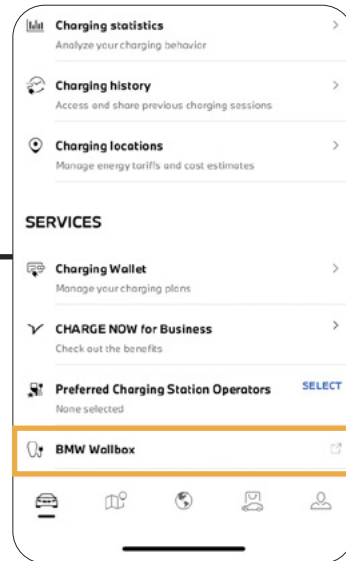 Charging statistics
Analyze your charging behavior
Charging history
Access and share previous charging sessions
Charging locations
Manage energy tariffs and cost estimates
SERVICES
Charging Wallet
Manage your charging plans
CHARGE NOW for Business
Check out the benefits
Preferred Charging Station Operators SELECT
None selected
BMW Wallbox